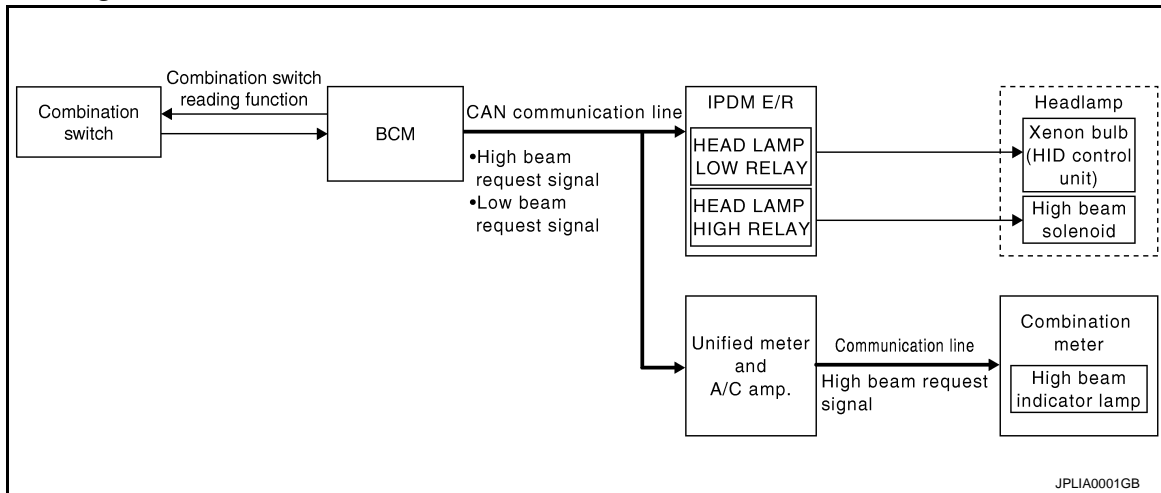 Combination
switch
Combination switch
reading function
BCM
CAN communication line
•High beam
request signal
•Low beam
request signal
IPDM E/R
HEAD LAMP
LOW RELAY
HEAD LAMP
HIGH RELAY
Headlamp
Xenon bulb
(HID control
unit)
High beam
solenoid
Unified meter
and
A/C amp.
Communication line
High beam request
signal
Combination
meter
High beam
indicator lamp
JPLIA0001GB